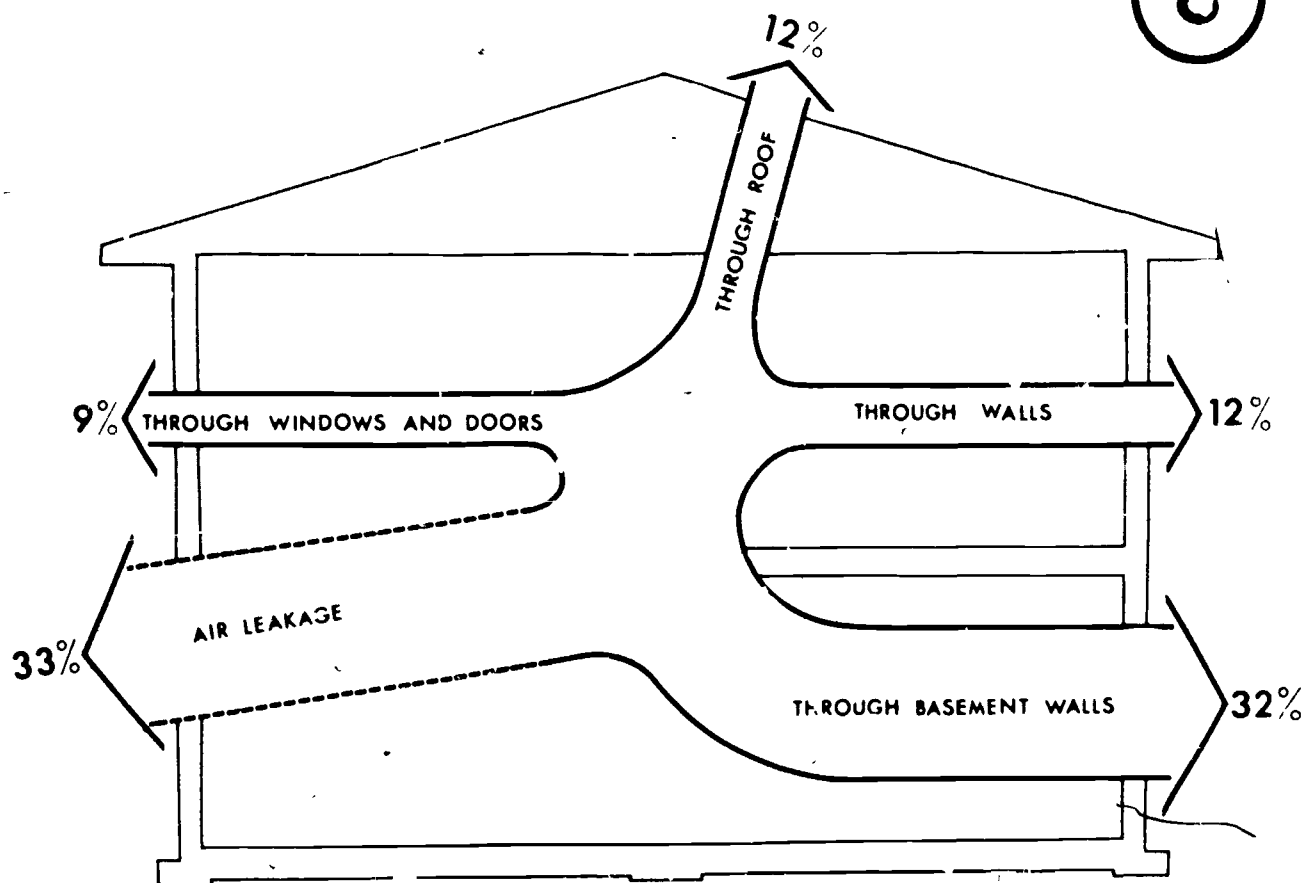 12%
THROUGH ROOF
9%
THROUGH WINDOWS AND DOORS
THROUGH WALLS
12%
AIR LEAKAGE
33%
THROUGH BASEMENT WALLS
32%